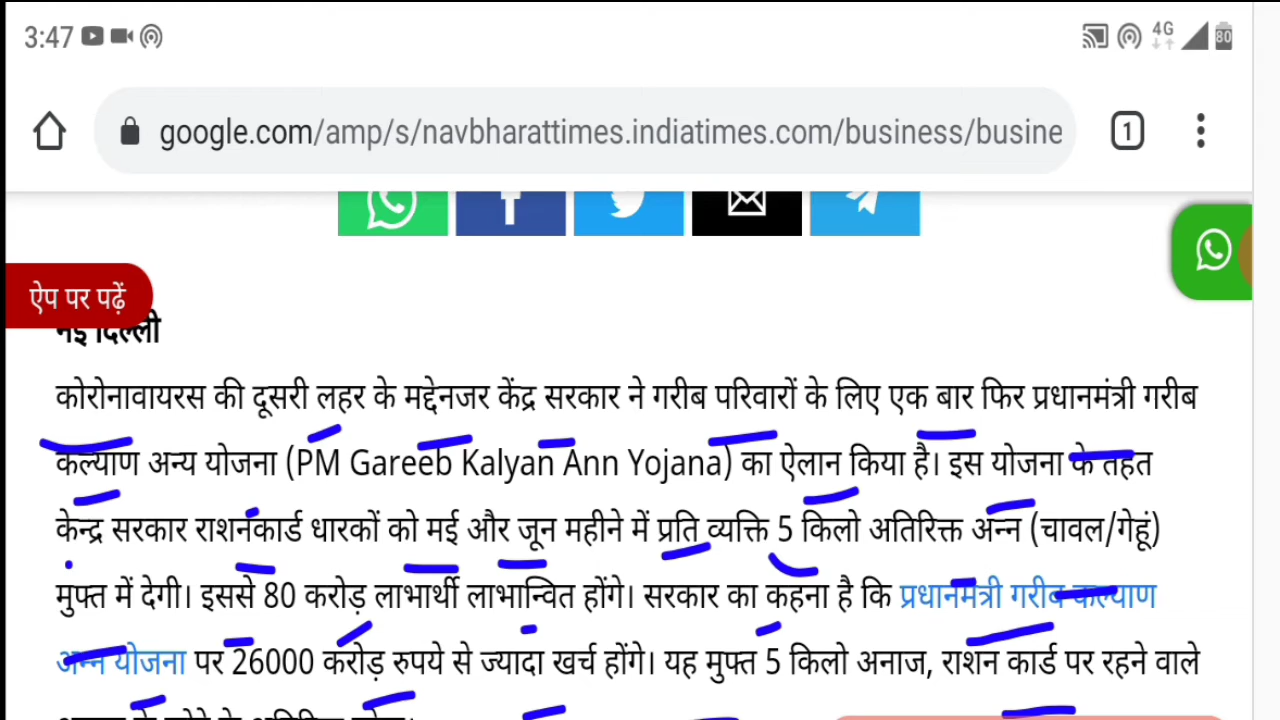 3:47
4G
80
google.com/amp/s/navbharattimes.indiatimes.com/business/busine
1
ऐप पर पढ़ें
नई दिल्ली
कोरोनावायरस की दूसरी लहर के मद्देनजर केंद्र सरकार ने गरीब परिवारों के लिए एक बार फिर प्रधानमंत्री गरीब
कल्याण अन्य योजना (PM Gareeb Kalyan Ann Yojana) का ऐलान किया है। इस योजना के तहत
केन्द्र सरकार राशनकार्ड धारकों को मई और जून महीने में प्रति व्यक्ति 5 किलो अतिरिक्त अन्न (चावल/गेहूं)
मुफ्त में देगी। इससे 80 करोड़ लाभार्थी लाभान्वित होंगे। सरकार का कहना है कि प्रधानमंत्री गरीब कल्याण
अन्न योजना पर 26000 करोड़ रुपये से ज्यादा खर्च होंगे। यह मुफ्त 5 किलो अनाज, राशन कार्ड पर रहने वाले